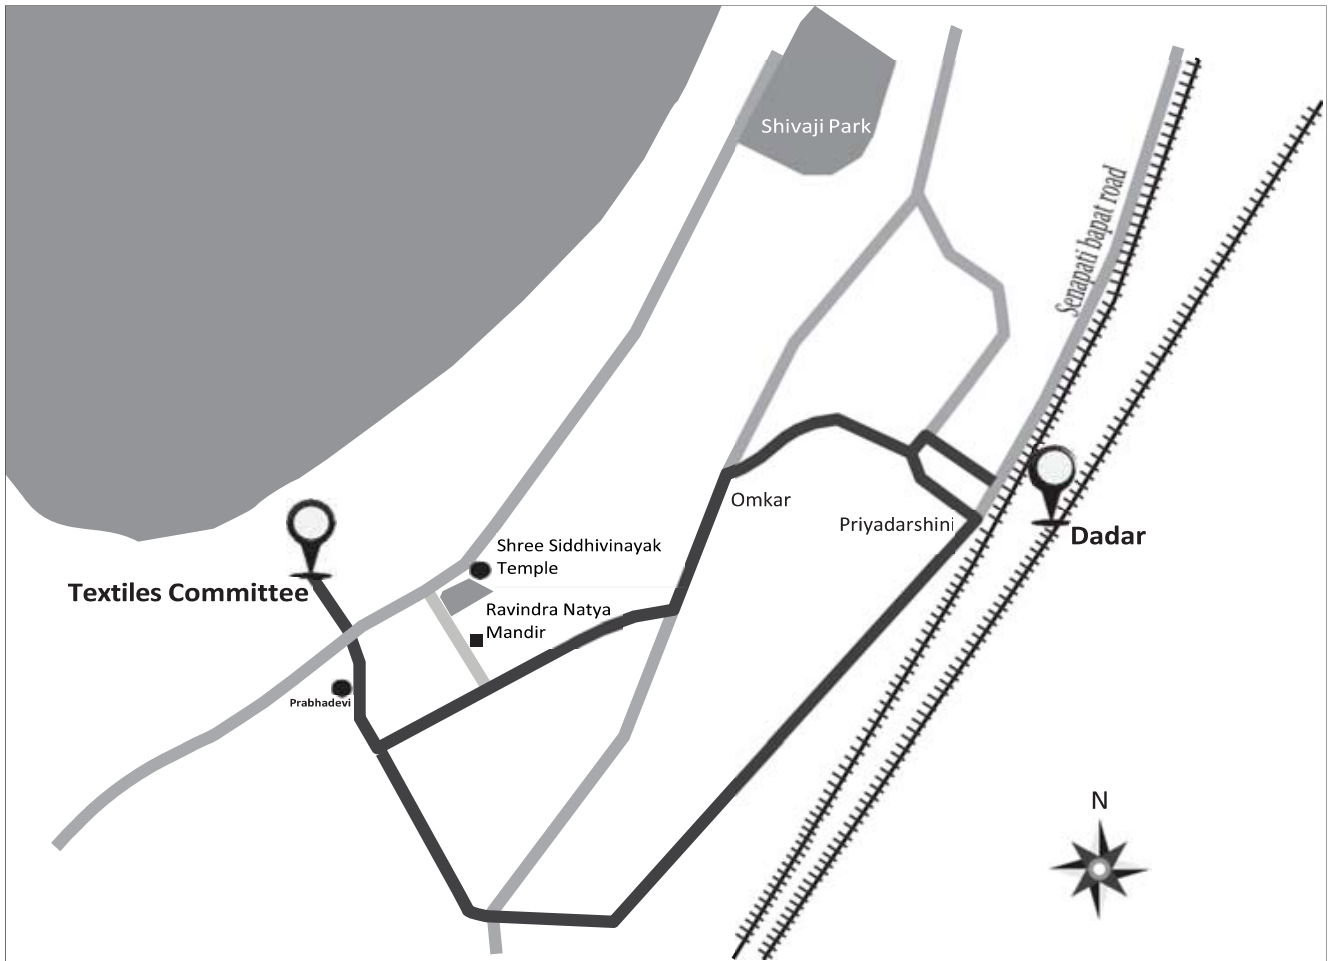 Shivaji Park
Senapati bapat road
Omkar
Priyadarshini
Dadar
Shree Siddhivinayak
Temple
Textiles Committee
Ravindra Natya
Mandir
Prabhadevi
N